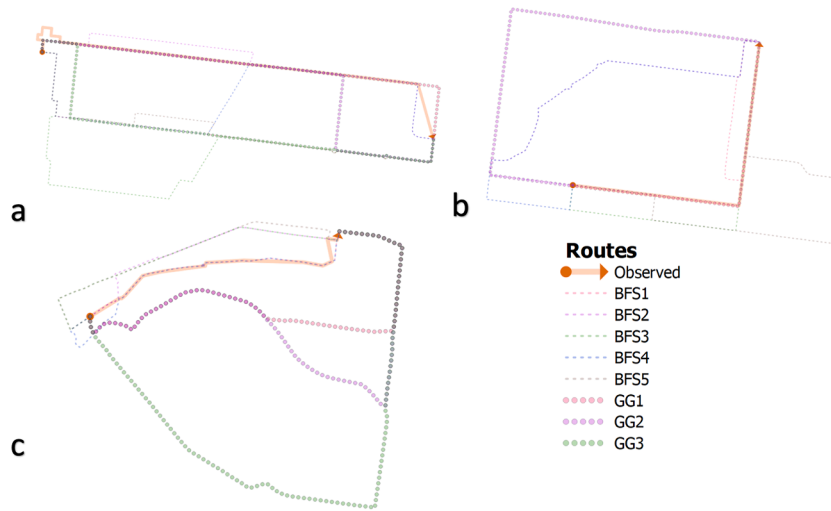 a
b
c
Routes
Observed
BFS1
BFS2
BFS3
BFS4
BFS5
GG1
GG2
GG3